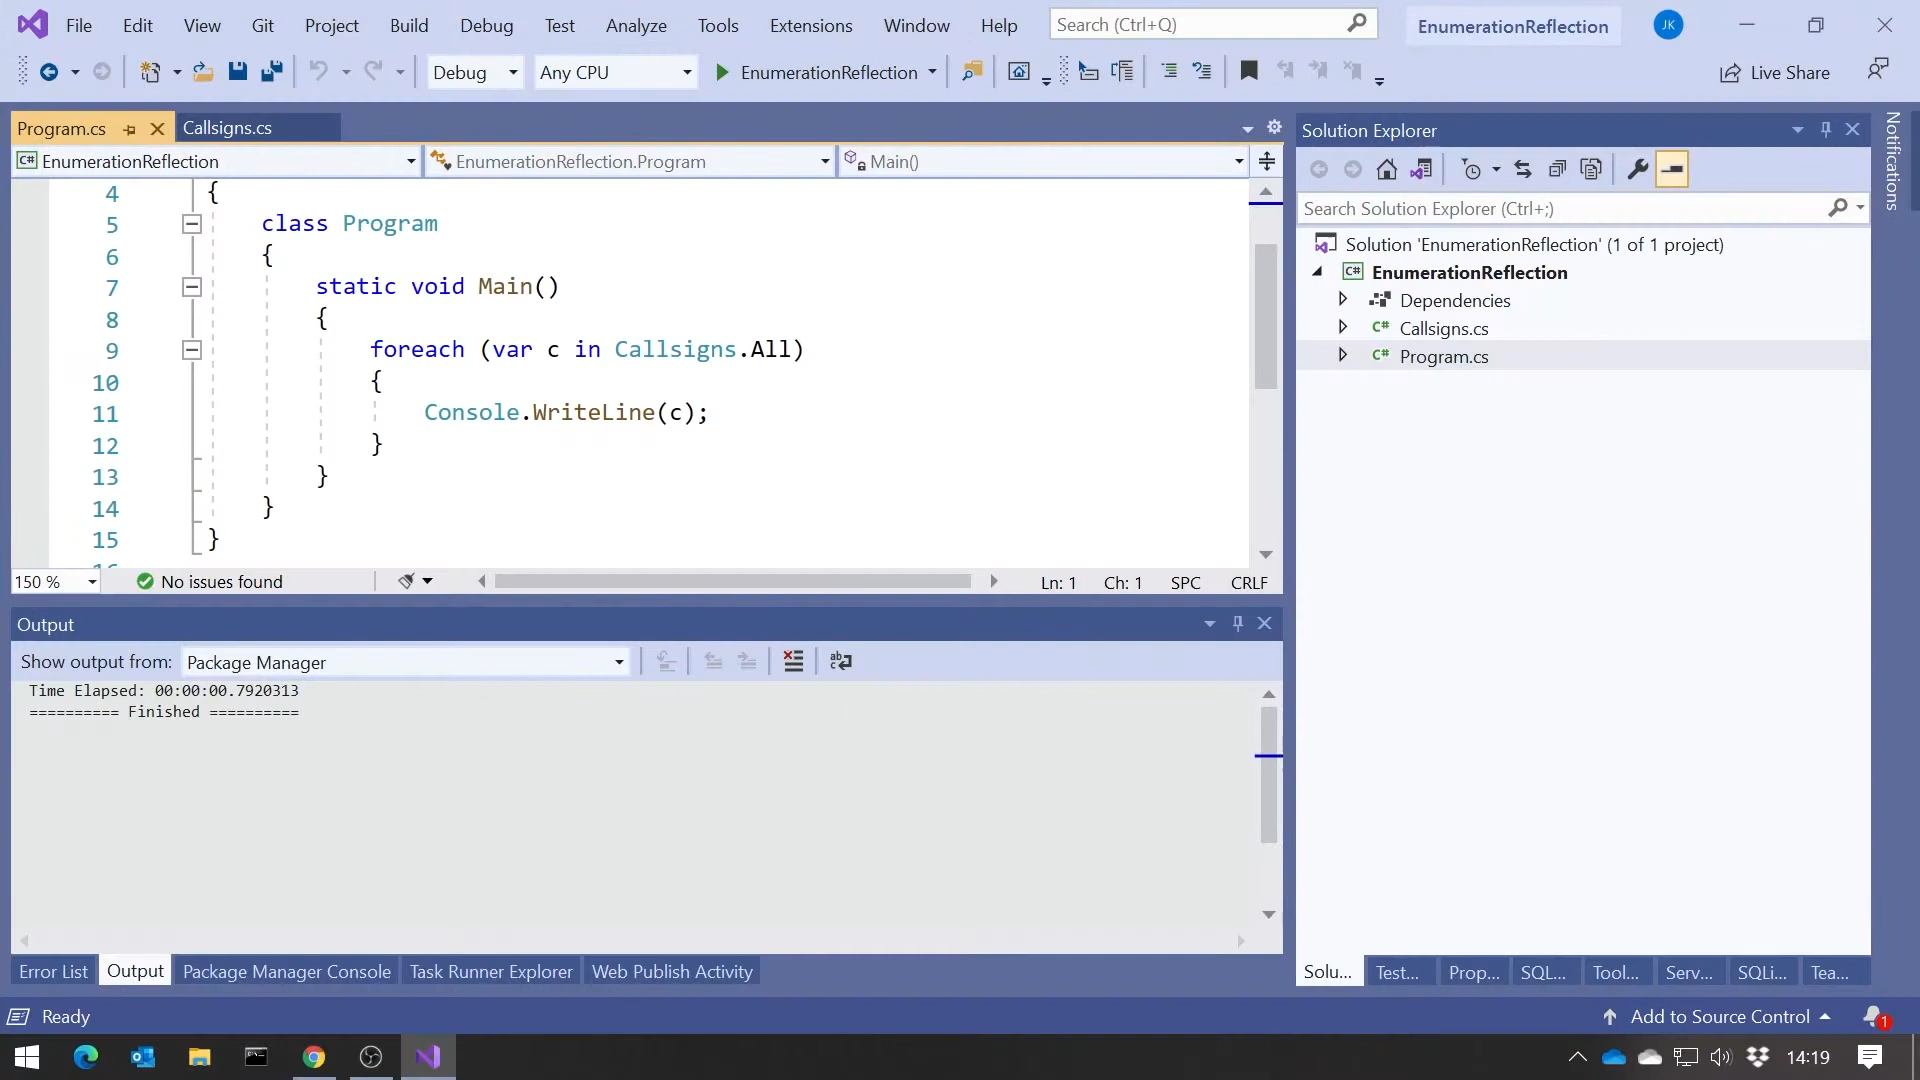 File Edit View Git Project Build Debug Test Analyze Tools Extensions Window Help Search (Ctrl+Q) EnumerationReflection JK
Debug Any CPU EnumerationReflection Live Share
Program.cs Callsigns.cs
C# EnumerationReflection EnumerationReflection.Program Main()
4 {
5 class Program
6 {
7 static void Main()
8 {
9 foreach (var c in Callsigns.All)
10 {
11 Console.WriteLine(c);
12 }
13 }
14 }
15 }
150 % No issues found Ln: 1 Ch: 1 SPC CRLF
Output
Show output from: Package Manager
Time Elapsed: 00:00:00.7920313
========== Finished ==========
Error List Output Package Manager Console Task Runner Explorer Web Publish Activity
Solution Explorer
Search Solution Explorer (Ctrl+;)
Solution 'EnumerationReflection' (1 of 1 project)
C# EnumerationReflection
Dependencies
C# Callsigns.cs
C# Program.cs
Solu... Test... Prop... SQL... Tool... Serv... SQLi... Tea...
Notifications
Ready Add to Source Control 1
14:19